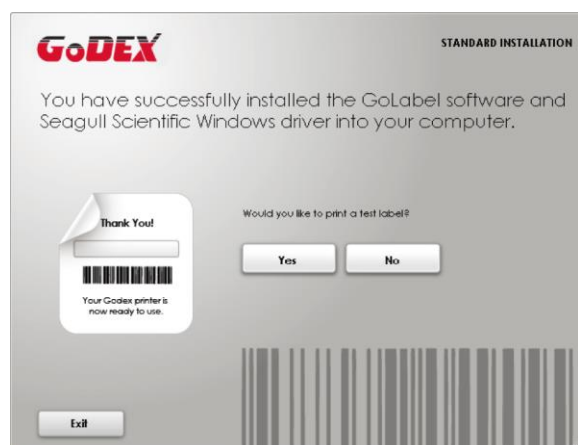 GoDEX
STANDARD INSTALLATION
You have successfully installed the GoLabel software and
Seagull Scientific Windows driver into your computer.
Thank You!
Your Godex printer is
now ready to use.
Would you like to print a test label?
Yes
No
Exit